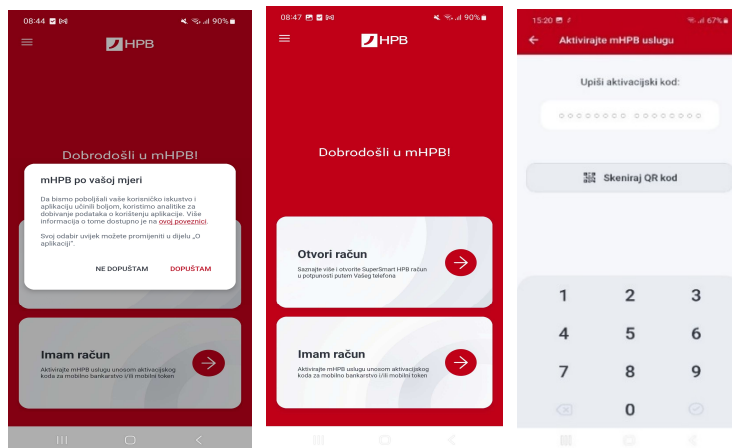 08:44
90%
HPB
Dobrodošli u mHPB!
mHPB po vašoj mjeri
Da bismo poboljšali vaše korisničko iskustvo i
aplikaciju učinili boljom, koristimo analitike za
dobivanje podataka o korištenju aplikacije. Više
informacija o tome dostupno je na ovoj poveznici.
Svoj odabir uvijek možete promijeniti u dijelu „O
aplikaciji".
NE DOPUŠTAM DOPUŠTAM
Imam račun
Aktivirajte mHPB uslugu unosom aktivacijskog
koda za mobilno bankarstvo i/ili mobilni token
08:47
90%
HPB
Dobrodošli u mHPB!
Otvori račun
Saznajte više i otvorite SuperSmart HPB račun
u potpunosti putem Vašeg telefona
Imam račun
Aktivirajte mHPB uslugu unosom aktivacijskog
koda za mobilno bankarstvo i/ili mobilni token
15:20
67%
Aktivirajte mHPB uslugu
Upiši aktivacijski kod:
Skeniraj QR kod
1 2 3
4 5 6
7 8 9
0